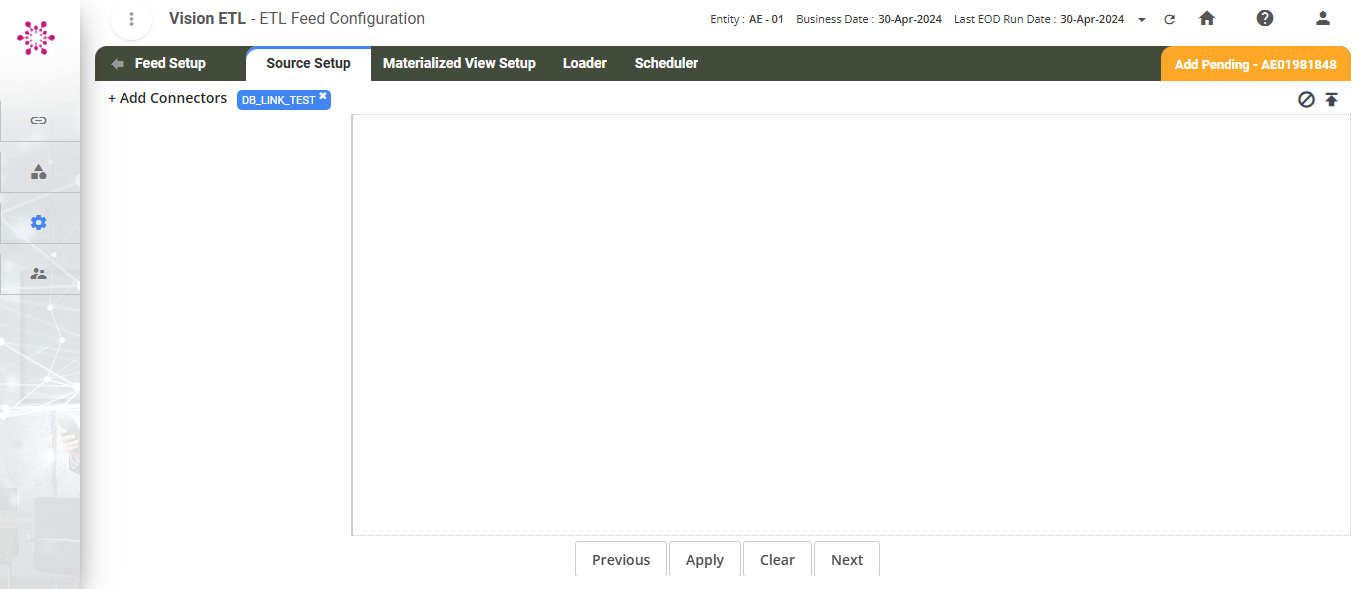 Vision ETL - ETL Feed Configuration
Entity : AE - 01 Business Date : 30-Apr-2024 Last EOD Run Date : 30-Apr-2024
Feed Setup Source Setup Materialized View Setup Loader Scheduler Add Pending - AE01981848
+ Add Connectors DB_LINK_TEST
Previous Apply Clear Next